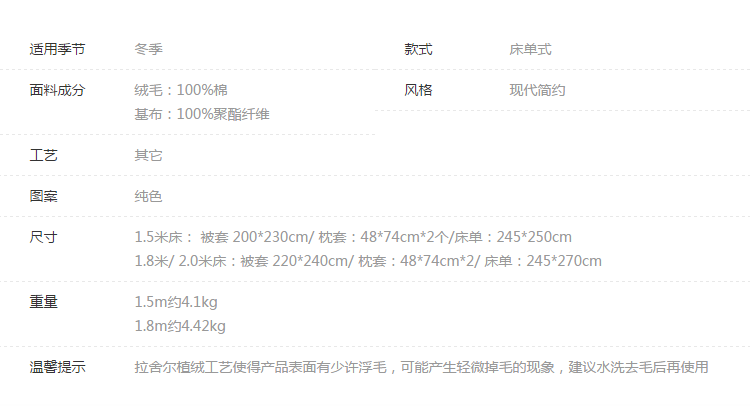 适用季节 冬季 款式 床单式
面料成分 绒毛：100%棉 风格 现代简约
基布：100%聚酯纤维
工艺 其它
图案 纯色
尺寸 1.5米床： 被套 200*230cm/ 枕套：48*74cm*2个/床单：245*250cm
1.8米/ 2.0米床：被套 220*240cm/ 枕套：48*74cm*2/ 床单：245*270cm
重量 1.5m约4.1kg
1.8m约4.42kg
温馨提示 拉舍尔植绒工艺使得产品表面有少许浮毛，可能产生轻微掉毛的现象，建议水洗去毛后再使用